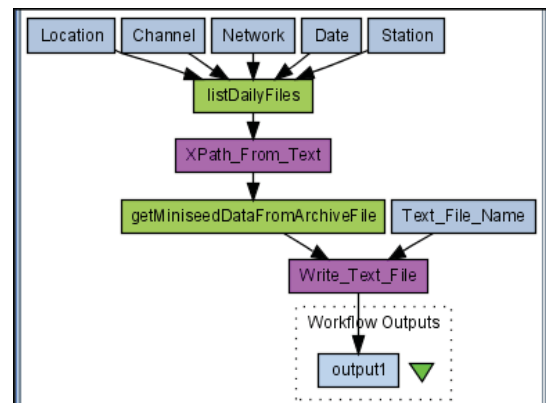 Location Channel Network Date Station
listDailyFiles
XPath_From_Text
getMiniseedDataFromArchiveFile Text_File_Name
Write_Text_File
Workflow Outputs
output1